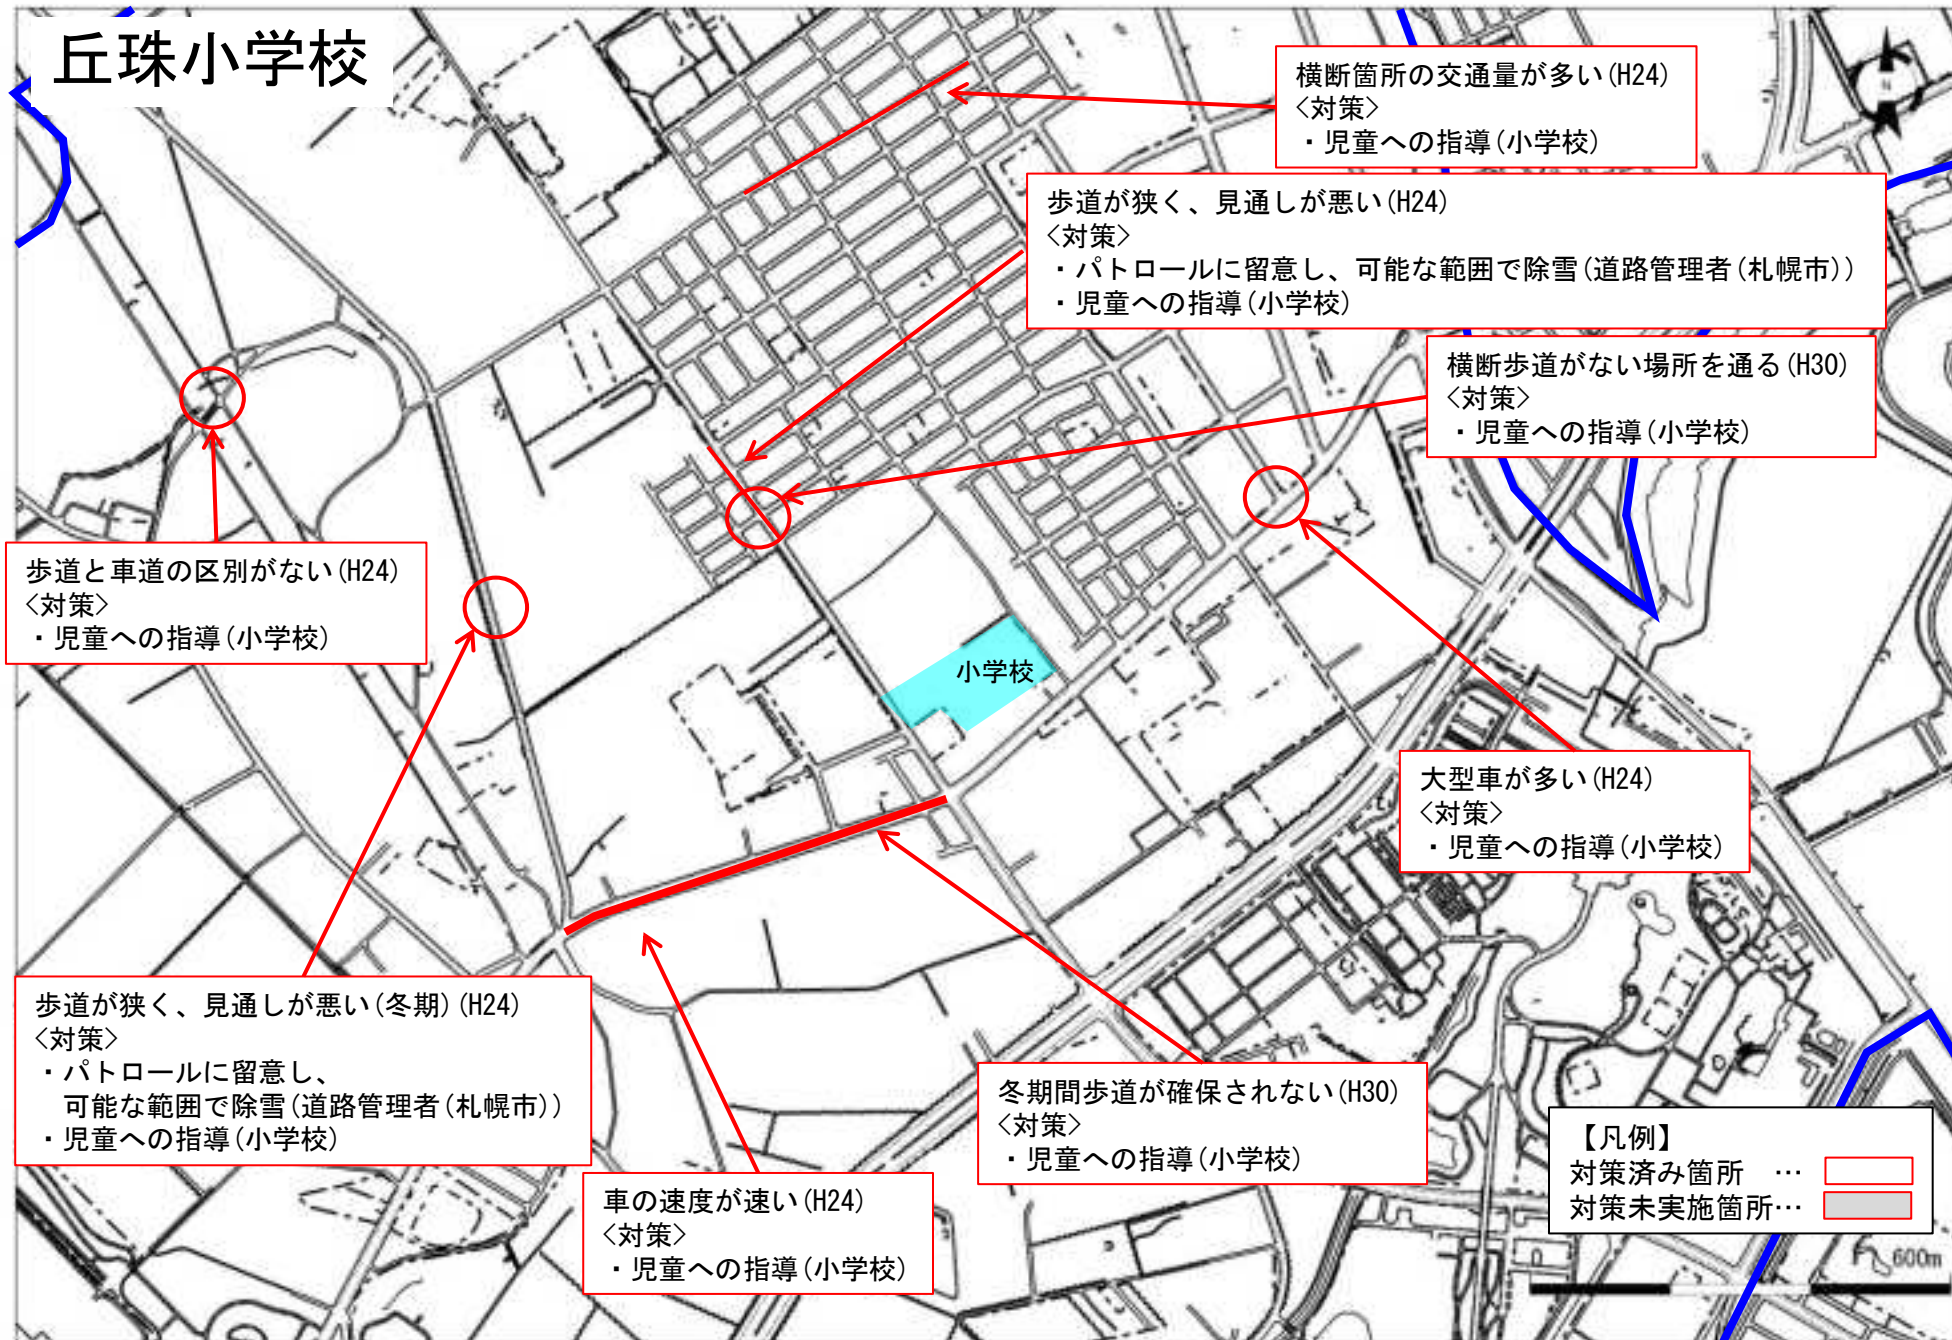 丘珠小学校
横断箇所の交通量が多い(H24)
<対策>
・児童への指導(小学校)
歩道が狭く、見通しが悪い(H24)
<対策>
・パトロールに留意し、可能な範囲で除雪(道路管理者(札幌市))
・児童への指導(小学校)
横断歩道がない場所を通る(H30)
<対策>
・児童への指導(小学校)
歩道と車道の区別がない(H24)
<対策>
・児童への指導(小学校)
小学校
大型車が多い(H24)
<対策>
・児童への指導(小学校)
歩道が狭く、見通しが悪い(冬期)(H24)
<対策>
・パトロールに留意し、
可能な範囲で除雪(道路管理者(札幌市))
・児童への指導(小学校)
冬期間歩道が確保されない(H30)
<対策>
・児童への指導(小学校)
車の速度が速い(H24)
<対策>
・児童への指導(小学校)
【凡例】
対策済み箇所 …
対策未実施箇所…
600m
N